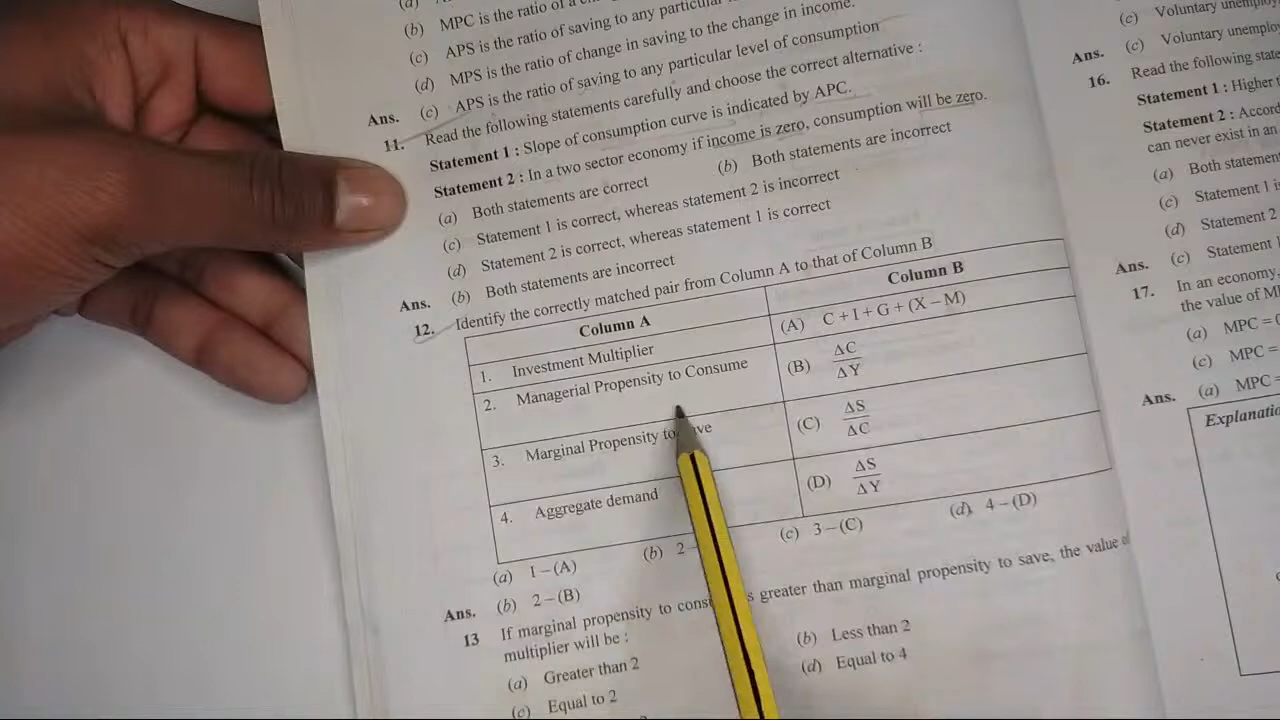 (b) MPC is the ratio of a
(c) APS is the ratio of saving to any particular
(d) MPS is the ratio of change in saving to the change in income.
Ans. (c) APS is the ratio of saving to any particular level of consumption
11. Read the following statements carefully and choose the correct alternative :
Statement 1 : Slope of consumption curve is indicated by APC.
Statement 2 : In a two sector economy if income is zero, consumption will be zero.
(a) Both statements are correct (b) Both statements are incorrect
(c) Statement 1 is correct, whereas statement 2 is incorrect
(d) Statement 2 is correct, whereas statement 1 is correct
Ans. (b) Both statements are incorrect
12. Identify the correctly matched pair from Column A to that of Column B
Column A Column B
1. Investment Multiplier (A) C + I + G + (X – M)
2. Managerial Propensity to Consume (B) ΔC/ΔY
3. Marginal Propensity to (C) ΔS/ΔC
4. Aggregate demand (D) ΔS/ΔY
(a) 1 – (A) (b) 2 – (c) 3 – (C) (d) 4 – (D)
Ans. (b) 2 – (B)
13 If marginal propensity to greater than marginal propensity to save, the value
multiplier will be :
(a) Greater than 2 (b) Less than 2
(c) Equal to 2 (d) Equal to 4
(c) Voluntary
Ans. (c) Voluntary
16. Read the following
Statement 1 : Higher
Statement 2 :
can never exist in an
(a) Both
(c) Statement 1
(d) Statement 2
Ans. (c) Statement
17. In an economy,
the value of
(a) MPC =
(c) MPC =
Ans. (a) MPC =